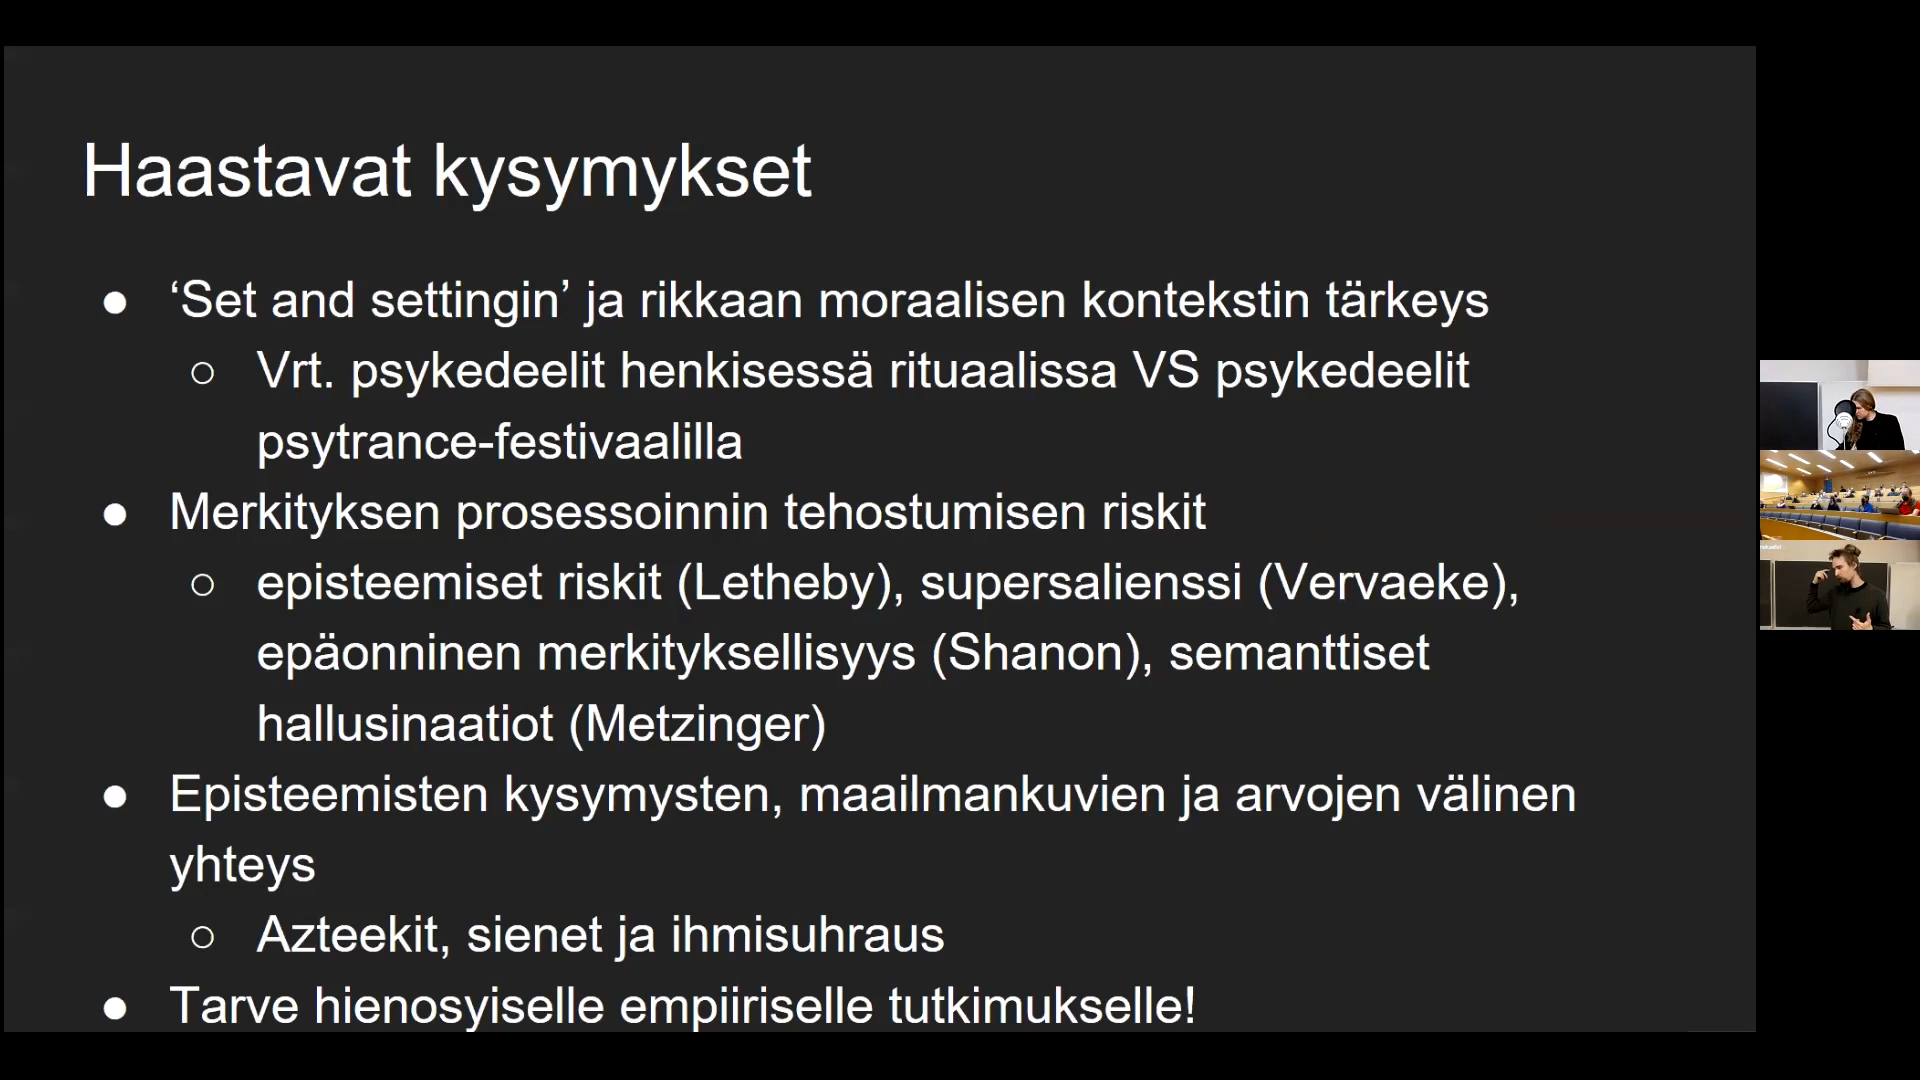 Haastavat kysymykset
● ‘Set and settingin’ ja rikkaan moraalisen kontekstin tärkeys
○ Vrt. psykedeelit henkisessä rituaalissa VS psykedeelit
psytrance-festivaalilla
● Merkityksen prosessoinnin tehostumisen riskit
○ episteemiset riskit (Letheby), supersalienssi (Vervaeke),
epäonninen merkityksellisyys (Shanon), semanttiset
hallusinaatiot (Metzinger)
● Episteemisten kysymysten, maailmankuvien ja arvojen välinen
yhteys
○ Azteekit, sienet ja ihmisuhraus
● Tarve hienosyiselle empiiriselle tutkimukselle!